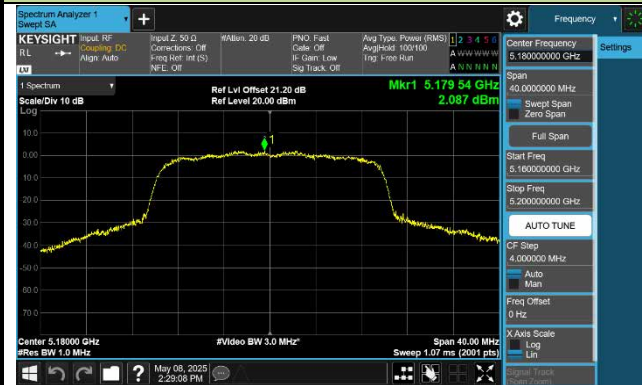 Spectrum Analyzer 1
Swept SA
Frequency
KEYSIGHT
RL
LXI
Input: RF
Coupling: DC
Align: Auto
Input Z: 50 Ω
Corrections: Off
Freq Ref: Int (S)
NFE: Off
#Atten: 20 dB
PNO: Fast
Gate: Off
IF Gain: Low
Sig Track: Off
Avg Type: Power (RMS)
Avg|Hold: 100/100
Trig: Free Run
1 2 3 4 5 6
A W W W W W
A N N N N N
1 Spectrum
Scale/Div 10 dB
Log
Ref Lvl Offset 21.20 dB
Ref Level 20.00 dBm
Mkr1 5.179 54 GHz
2.087 dBm
1
10.0
0.00
-10.0
-20.0
-30.0
-40.0
-50.0
-60.0
-70.0
Center 5.18000 GHz
#Res BW 1.0 MHz
#Video BW 3.0 MHz*
Span 40.00 MHz
Sweep 1.07 ms (2001 pts)
May 08, 2025
2:29:08 PM
Center Frequency
5.180000000 GHz
Span
40.0000000 MHz
Swept Span
Zero Span
Full Span
Start Freq
5.160000000 GHz
Stop Freq
5.200000000 GHz
AUTO TUNE
CF Step
4.000000 MHz
Auto
Man
Freq Offset
0 Hz
X Axis Scale
Log
Lin
Signal Track
(Span Zoom)
Settings